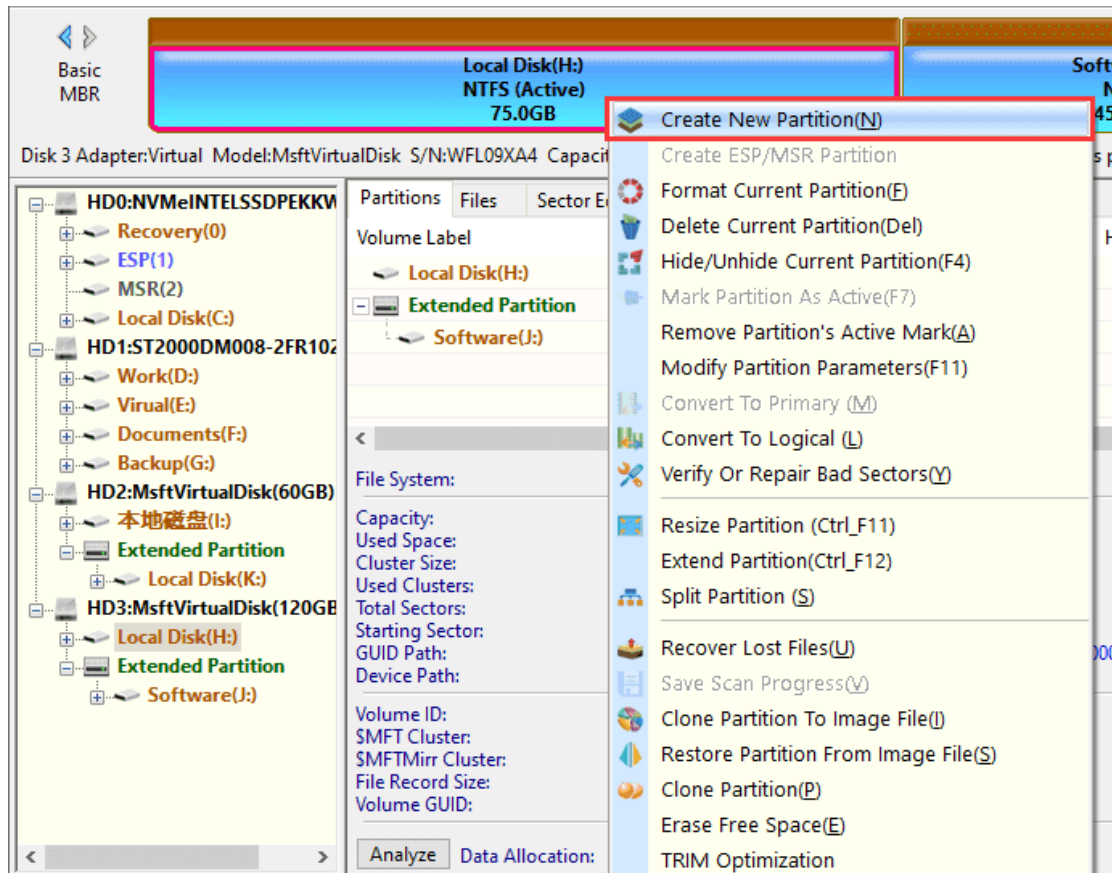 Basic
MBR
Local Disk(H:)
NTFS (Active)
75.0GB
Disk 3 Adapter:Virtual Model:MsftVirtualDisk S/N:WFL09XA4
HD0:NVMeINTELSSDPEKKW
Recovery(0)
ESP(1)
MSR(2)
Local Disk(C:)
HD1:ST2000DM008-2FR102
Work(D:)
Virual(E:)
Documents(F:)
Backup(G:)
HD2:MsftVirtualDisk(60GB)
本地磁盘(I:)
Extended Partition
Local Disk(K:)
HD3:MsftVirtualDisk(120GB
Local Disk(H:)
Extended Partition
Software(J:)
Partitions Files Sector
Volume Label
Local Disk(H:)
Extended Partition
Software(J:)
File System:
Capacity:
Used Space:
Cluster Size:
Used Clusters:
Total Sectors:
Starting Sector:
GUID Path:
Device Path:
Volume ID:
$MFT Cluster:
$MFTMirr Cluster:
File Record Size:
Volume GUID:
Analyze Data Allocation:
Create New Partition(N)
Create ESP/MSR Partition
Format Current Partition(F)
Delete Current Partition(Del)
Hide/Unhide Current Partition(F4)
Mark Partition As Active(F7)
Remove Partition's Active Mark(A)
Modify Partition Parameters(F11)
Convert To Primary (M)
Convert To Logical (L)
Verify Or Repair Bad Sectors(Y)
Resize Partition (Ctrl_F11)
Extend Partition(Ctrl_F12)
Split Partition (S)
Recover Lost Files(U)
Save Scan Progress(V)
Clone Partition To Image File(I)
Restore Partition From Image File(S)
Clone Partition(P)
Erase Free Space(E)
TRIM Optimization